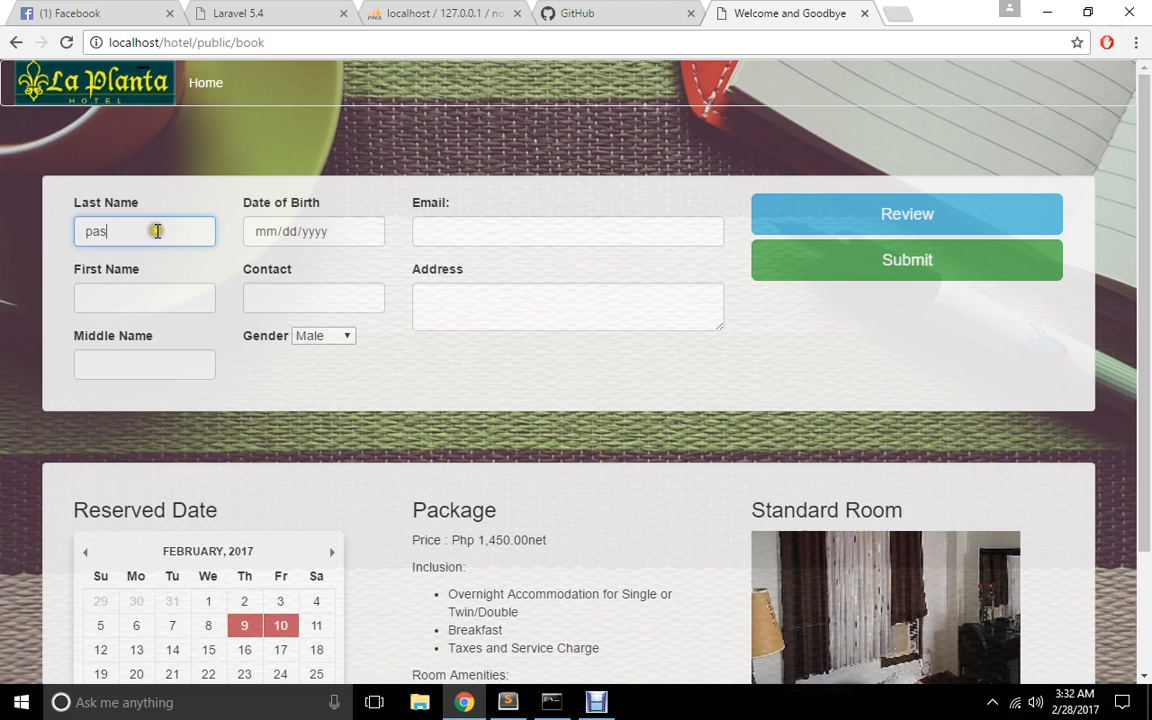 (1) Facebook
Laravel 5.4
localhost / 127.0.0.1 / no
GitHub
Welcome and Goodbye
localhost/hotel/public/book
La Planta
HOTEL
Home
Last Name
Date of Birth
Email:
Review
pas
mm/dd/yyyy
Submit
First Name
Contact
Address
Middle Name
Gender Male
Reserved Date
Package
Standard Room
FEBRUARY, 2017
Price : Php 1,450.00net
Su Mo Tu We Th Fr Sa
Inclusion:
29 30 31 1 2 3 4
Overnight Accommodation for Single or
Twin/Double
5 6 7 8 9 10 11
Breakfast
12 13 14 15 16 17 18
Taxes and Service Charge
19 20 21 22 23 24 25
Room Amenities:
Ask me anything
3:32 AM
2/28/2017